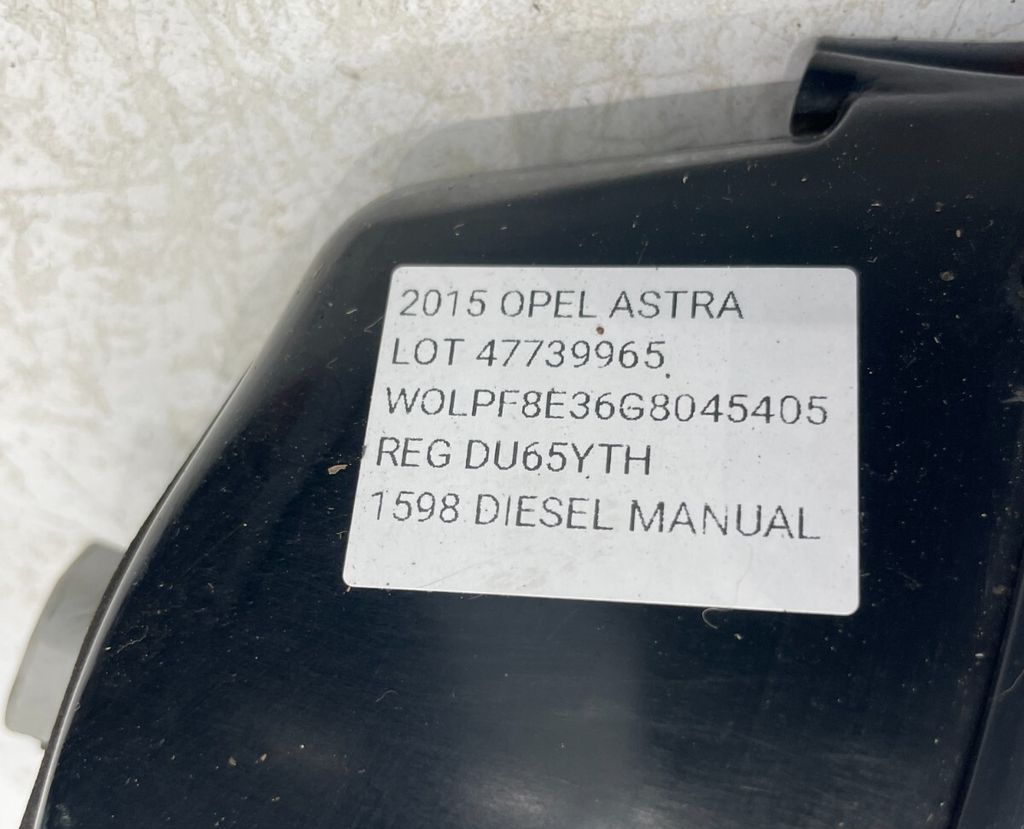 2015 OPEL ASTRA
LOT 47739965
WOLPF8E36G8045405
REG DU65YTH
1598 DIESEL MANUAL